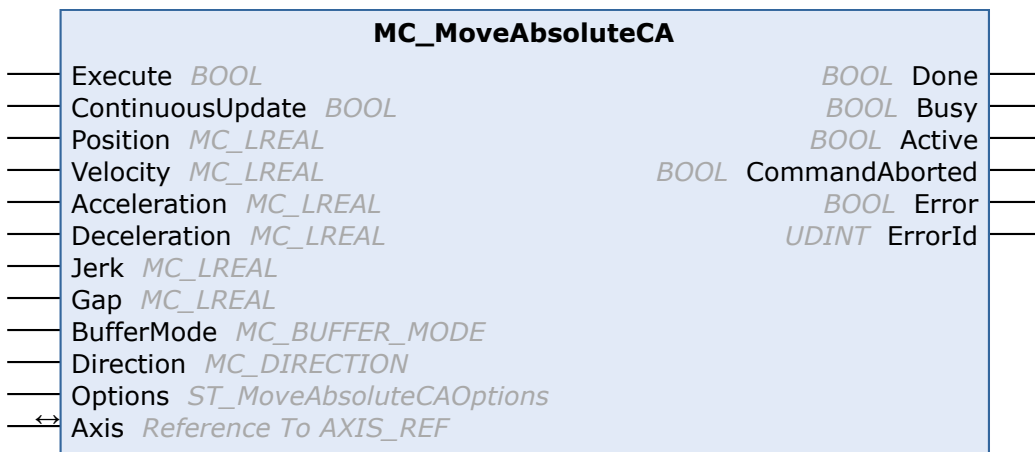 MC_MoveAbsoluteCA
Execute BOOL BOOL Done
ContinuousUpdate BOOL BOOL Busy
Position MC_LREAL BOOL Active
Velocity MC_LREAL BOOL CommandAborted
Acceleration MC_LREAL BOOL Error
Deceleration MC_LREAL UDINT ErrorId
Jerk MC_LREAL
Gap MC_LREAL
BufferMode MC_BUFFER_MODE
Direction MC_DIRECTION
Options ST_MoveAbsoluteCAOptions
↔ Axis Reference To AXIS_REF